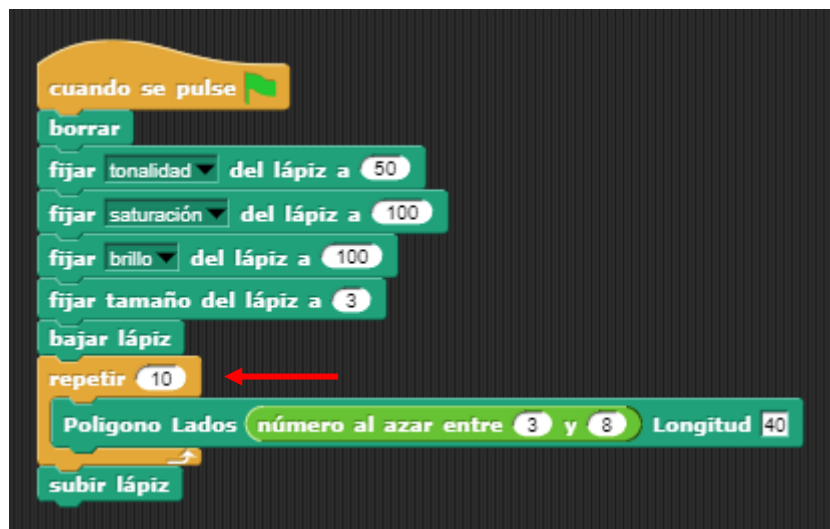 cuando se pulse
borrar
fijar tonalidad del lápiz a 50
fijar saturación del lápiz a 100
fijar brillo del lápiz a 100
fijar tamaño del lápiz a 3
bajar lápiz
repetir 10
Poligono Lados número al azar entre 3 y 8 Longitud 40
subir lápiz